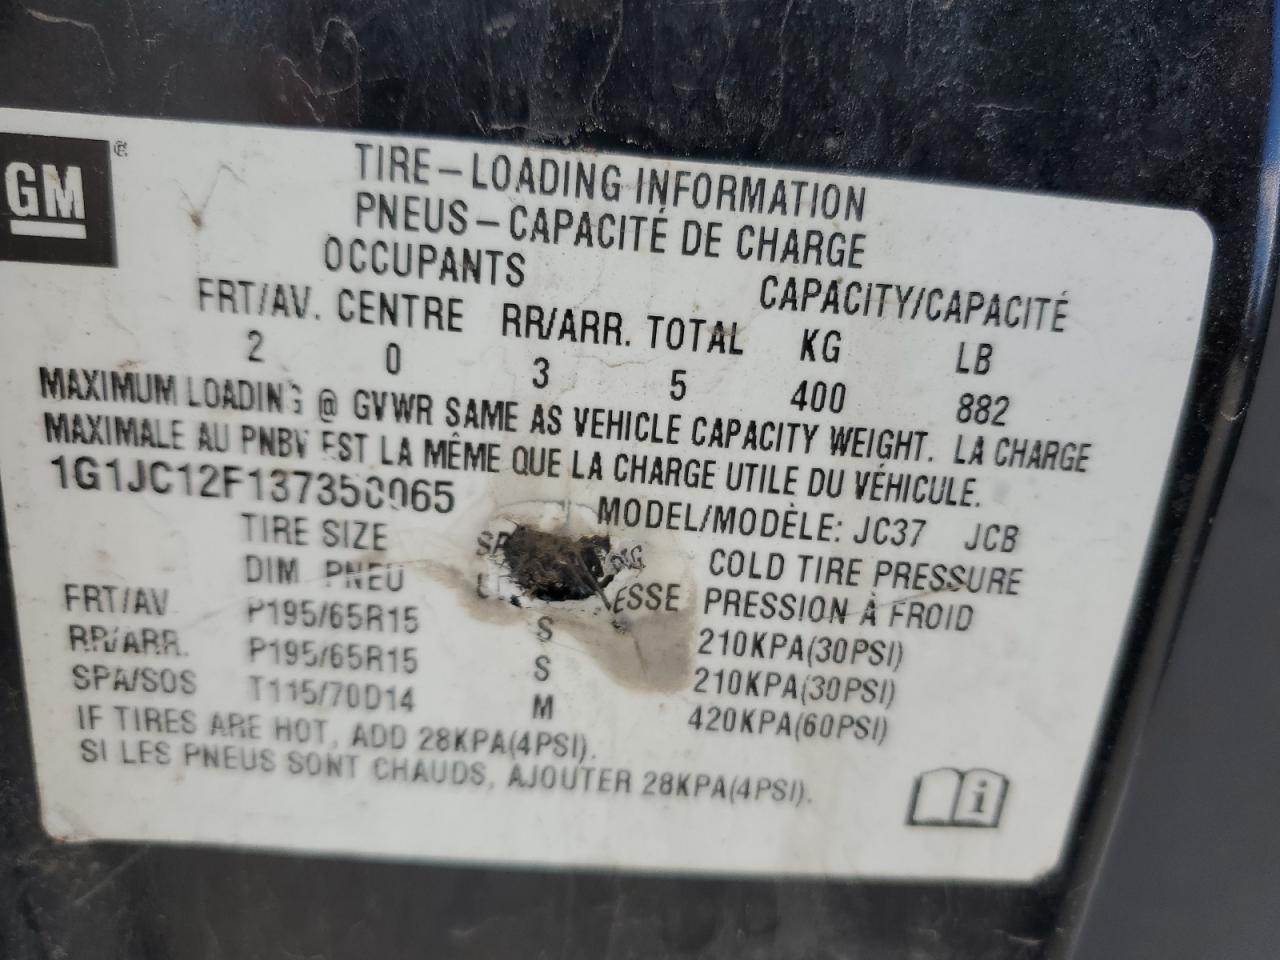 GM
TIRE-LOADING INFORMATION
PNEUS-CAPACITÉ DE CHARGE
OCCUPANTS CAPACITY/CAPACITÉ
FRT/AV. CENTRE RR/ARR. TOTAL KG LB
2 0 3 5 400 882
MAXIMUM LOADING @ GVWR SAME AS VEHICLE CAPACITY WEIGHT. LA CHARGE
MAXIMALE AU PNBV EST LA MÊME QUE LA CHARGE UTILE DU VÉHICULE.
MODEL/MODÈLE: JC37 JCB
TIRE SIZE COLD TIRE PRESSURE
DIM PNEU PRESSION À FROID
FRT/AV P195/65R15 S 210KPA(30PSI)
RR/ARR. P195/65R15 S 210KPA(30PSI)
SPA/SOS T115/70D14 M 420KPA(60PSI)
IF TIRES ARE HOT, ADD 28KPA(4PSI).
SI LES PNEUS SONT CHAUDS, AJOUTER 28KPA(4PSI).